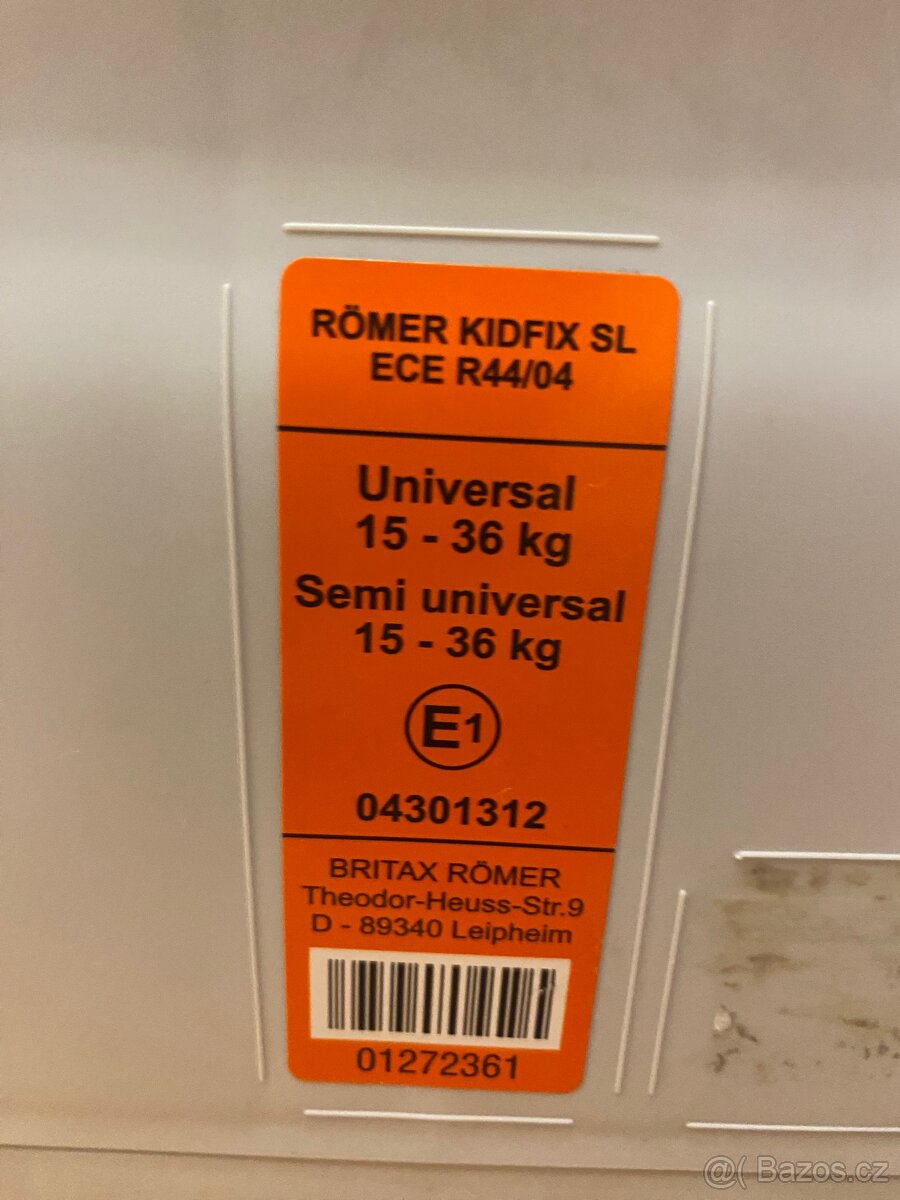 RÖMER KIDFIX SL
ECE R44/04
Universal
15 - 36 kg
Semi universal
15 - 36 kg
E1
04301312
BRITAX RÖMER
Theodor-Heuss-Str.9
D - 89340 Leipheim
01272361
@( Bazos.cz